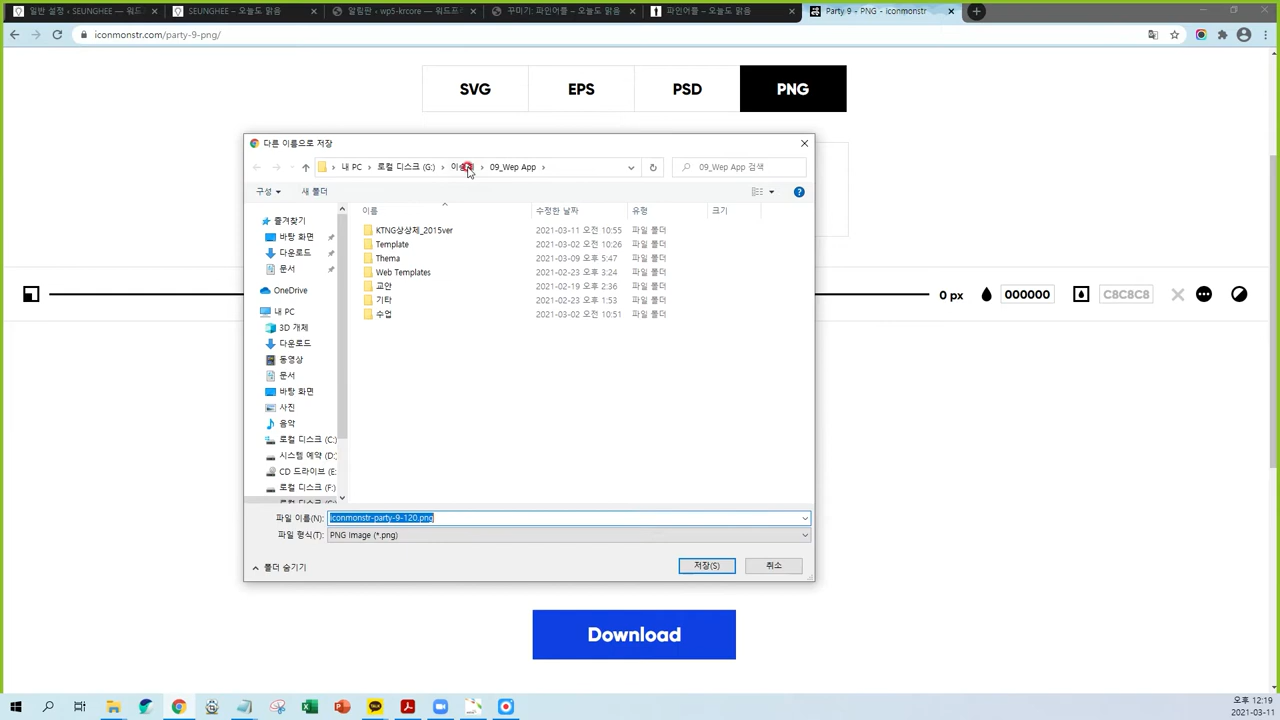 일반 설정 ‹ SEUNGHEE — 워드
SEUNGHEE – 오늘도 맑음
알림판 ‹ wp5-krcore — 워드프
꾸미기: 파인어플 – 오늘도 맑음
파인어플 – 오늘도 맑음
Party 9 - PNG - iconmonstr
iconmonstr.com/party-9-png/
SVG
EPS
PSD
PNG
다른 이름으로 저장
내 PC
로컬 디스크 (G:)
09_Wep App
09_Wep App 검색
구성
새 폴더
이름
수정한 날짜
유형
크기
즐겨찾기
바탕 화면
다운로드
문서
OneDrive
내 PC
3D 개체
다운로드
동영상
문서
바탕 화면
사진
음악
로컬 디스크 (C:)
시스템 예약 (D:)
CD 드라이브 (E:
로컬 디스크 (F:)
KTNG상상제_2015ver 2021-03-11 오전 10:55 파일 폴더
Template 2021-03-02 오전 10:26 파일 폴더
Thema 2021-03-09 오후 5:47 파일 폴더
Web Templates 2021-02-23 오후 3:24 파일 폴더
교안 2021-02-19 오후 2:36 파일 폴더
기타 2021-02-23 오후 1:53 파일 폴더
수업 2021-03-02 오전 10:51 파일 폴더
0 px
000000
C8C8C8
파일 이름(N): iconmonstr-party-9-120.png
파일 형식(T): PNG Image (*.png)
폴더 숨기기
저장(S)
취소
Download
TALK
오후 12:19
2021-03-11